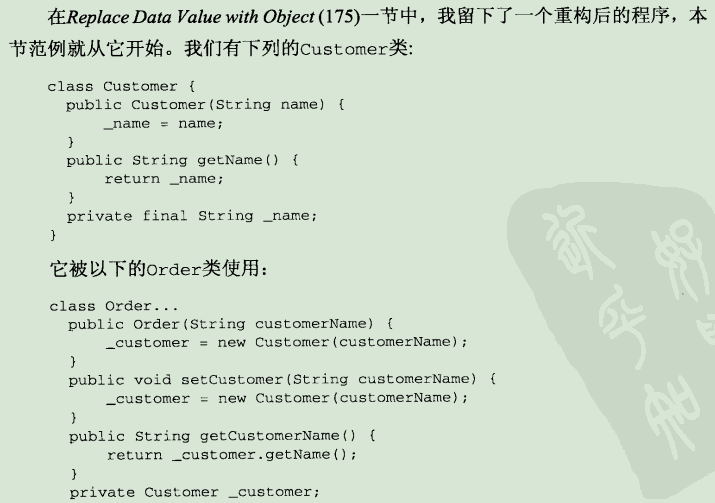 在Replace Data Value with Object (175)一节中，我留下了一个重构后的程序，本
节范例就从它开始。我们有下列的Customer类:
class Customer {
  public Customer(String name) {
      _name = name;
  }
  public String getName() {
      return _name;
  }
  private final String _name;
}
它被以下的Order类使用：
class Order...
  public Order(String customerName) {
      _customer = new Customer(customerName);
  }
  public void setCustomer(String customerName) {
      _customer = new Customer(customerName);
  }
  public String getCustomerName() {
      return _customer.getName();
  }
  private Customer _customer;